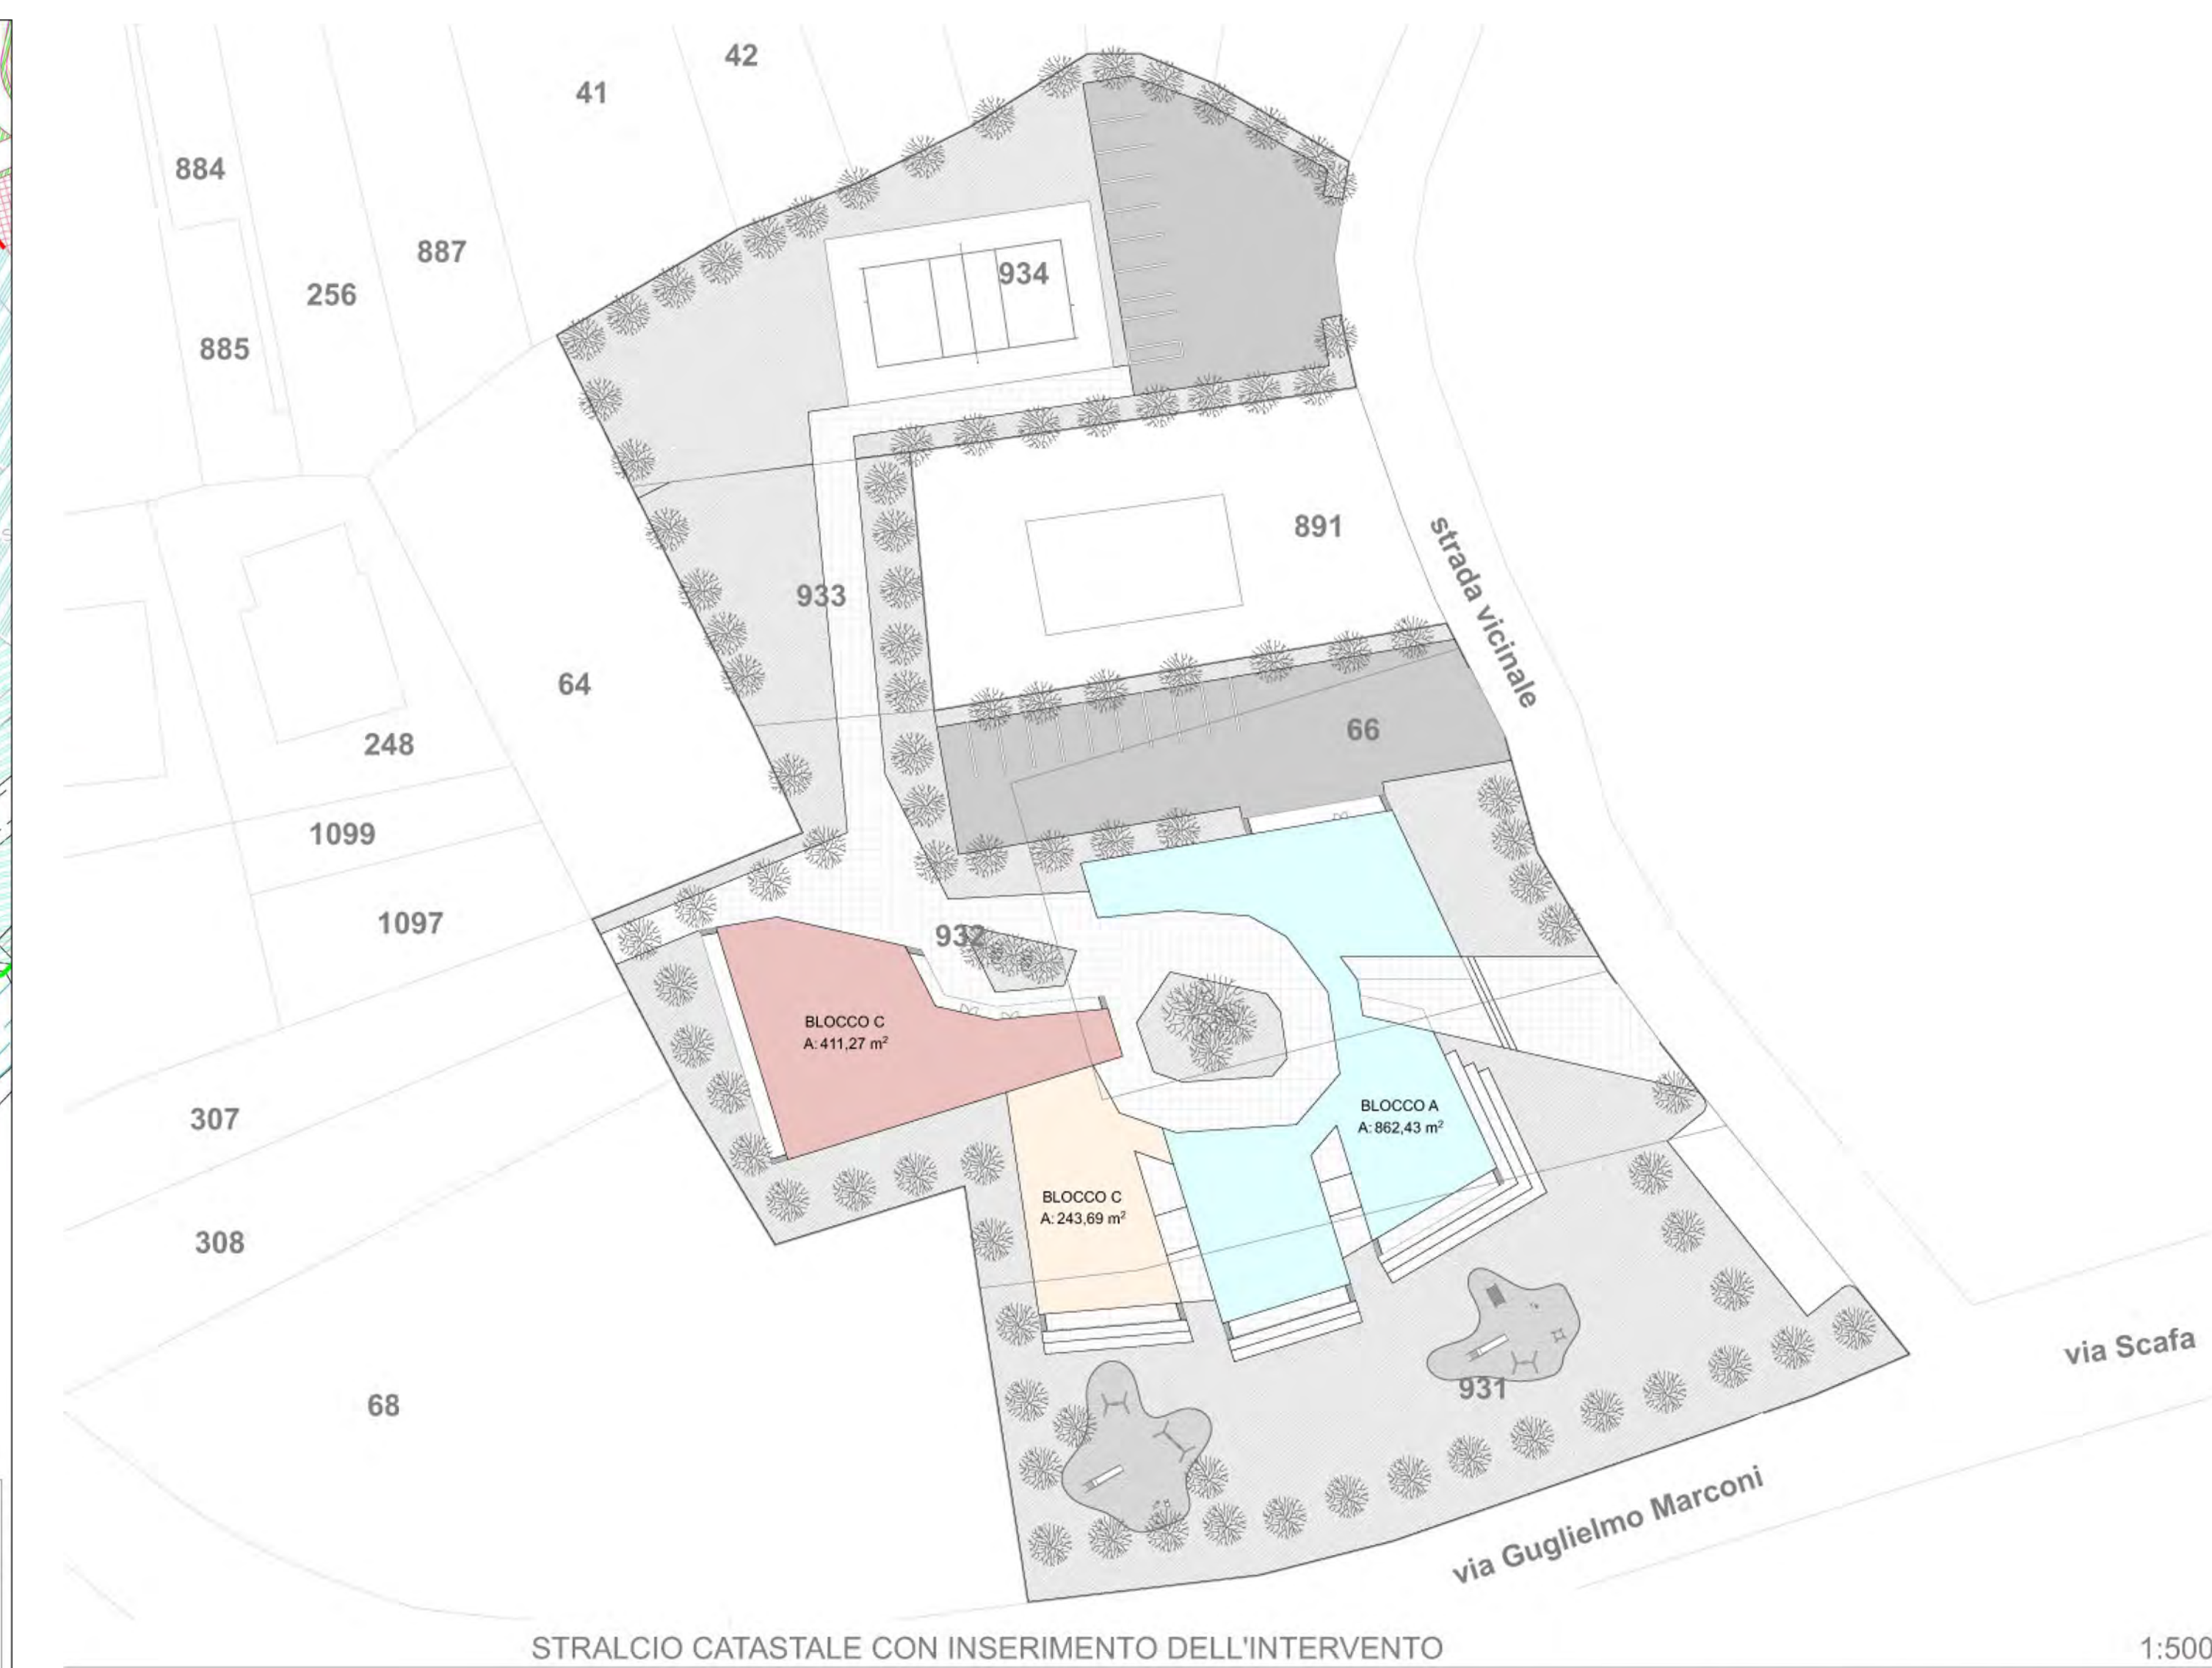 42
41
884
887
934
256
885
891
strada vicinale
933
64
66
248
1099
1097
932
BLOCCO C
A: 411,27 m²
307
BLOCCO A
A: 862,43 m²
BLOCCO C
A: 243,69 m²
308
via Scafa
931
68
via Guglielmo Marconi
STRALCIO CATASTALE CON INSERIMENTO DELL'INTERVENTO
1:500